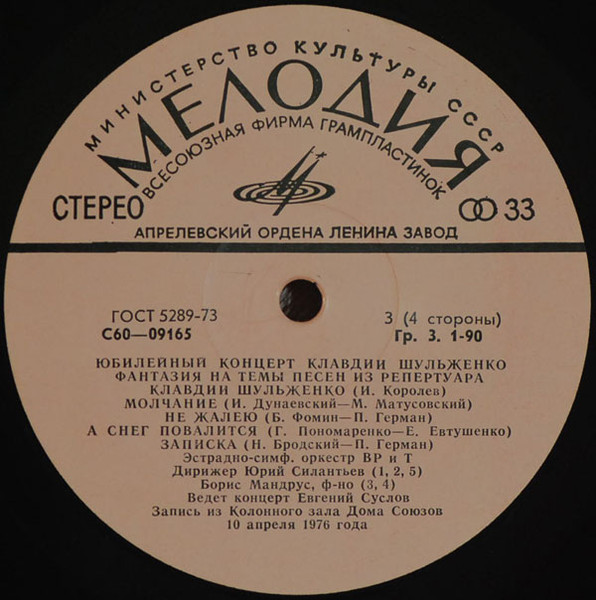 МИНИСТЕРСТВО КУЛЬТУРЫ СССР
МЕЛОДИЯ
ВСЕСОЮЗНАЯ ФИРМА ГРАМПЛАСТИНОК
СТЕРЕО
33
АПРЕЛЕВСКИЙ ОРДЕНА ЛЕНИНА ЗАВОД
ГОСТ 5289-73
3 (4 стороны)
С60—09165
Гр. 3. 1-90
ЮБИЛЕЙНЫЙ КОНЦЕРТ КЛАВДИИ ШУЛЬЖЕНКО
ФАНТАЗИЯ НА ТЕМЫ ПЕСЕН ИЗ РЕПЕРТУАРА
КЛАВДИИ ШУЛЬЖЕНКО (И. Королев)
МОЛЧАНИЕ (И. Дунаевский—М. Матусовский)
НЕ ЖАЛЕЮ (Б. Фомин—П. Герман)
А СНЕГ ПОВАЛИТСЯ (Г. Пономаренко—Е. Евтушенко)
ЗАПИСКА (Н. Бродский—П. Герман)
Эстрадно-симф. оркестр ВР и Т
Дирижер Юрий Силантьев (1, 2, 5)
Борис Мандрус, ф-но (3, 4)
Ведет концерт Евгений Суслов
Запись из Колонного зала Дома Союзов
10 апреля 1976 года